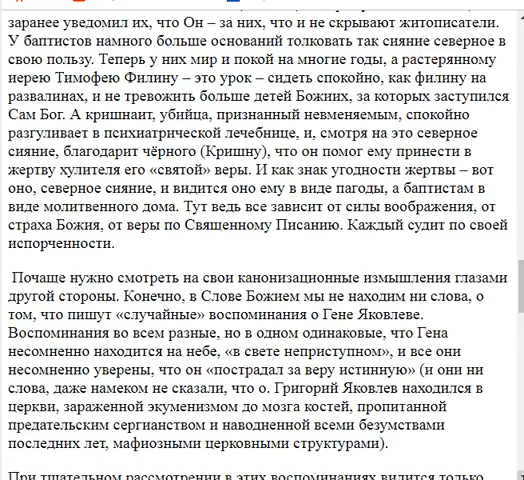 заранее уведомил их, что Он – за них, что и не скрывают житописатели.
У баптистов намного больше оснований толковать так сияние северное в
свою пользу. Теперь у них мир и покой на многие годы, а растерянному
иерею Тимофею Филину – это урок – сидеть спокойно, как филину на
развалинах, и не тревожить больше детей Божиих, за которых заступился
Сам Бог. А кришнаит, убийца, признанный невменяемым, спокойно
разгуливает в психиатрической лечебнице, и, смотря на это северное
сияние, благодарит чёрного (Кришну), что он помог ему принести в
жертву хулителя его «святой» веры. И как знак угодности жертвы – вот
оно, северное сияние, и видится оно ему в виде пагоды, а баптистам в
виде молитвенного дома. Тут ведь все зависит от силы воображения, от
страха Божия, от веры по Священному Писанию. Каждый судит по своей
испорченности.
Почаще нужно смотреть на свои канонизационные измышления глазами
другой стороны. Конечно, в Слове Божием мы не находим ни слова, о
том, что пишут «случайные» воспоминания о Гене Яковлеве.
Воспоминания во всем разные, но в одном одинаковые, что Гена
несомненно находится на небе, «в свете неприступном», и все они
несомненно уверены, что он «пострадал за веру истинную» (и они ни
слова, даже намеком не сказали, что о. Григорий Яковлев находился в
церкви, зараженной экуменизмом до мозга костей, пропитанной
предательским сергианством и наводненной всеми безумствами
последних лет, мафиозными церковными структурами).
При тщательном рассмотрении в этих воспоминаниях видится только